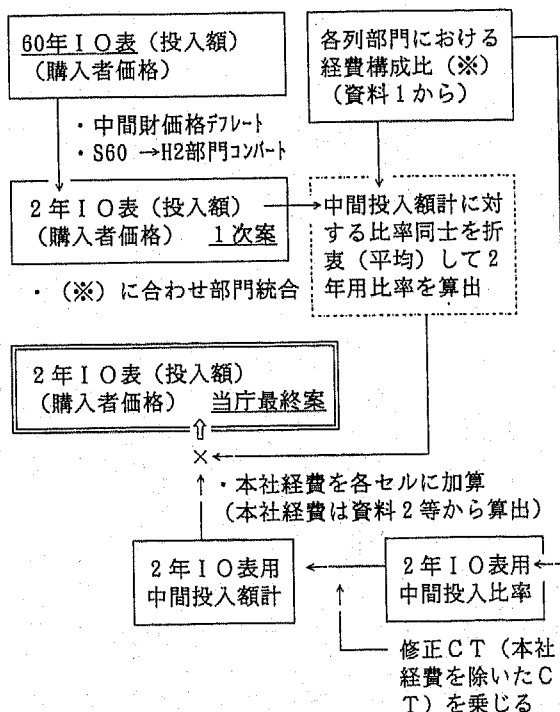 60年ＩＯ表（投入額）
（購入者価格）
各列部門における
経費構成比（※）
（資料１から）
・中間財価格ﾃﾞﾌﾚｰﾄ
・S60 →H2部門ｺﾝﾊﾞｰﾄ
２年ＩＯ表（投入額）
（購入者価格）　１次案
中間投入額計に対
する比率同士を折
衷（平均）して２
年用比率を算出
・（※）に合わせ部門統合
２年ＩＯ表（投入額）
（購入者価格）　当庁最終案
×
・本社経費を各セルに加算
（本社経費は資料２等から算出）
２年ＩＯ表用
中間投入額計
２年ＩＯ表用
中間投入比率
修正ＣＴ（本社
経費を除いたＣ
Ｔ）を乗じる